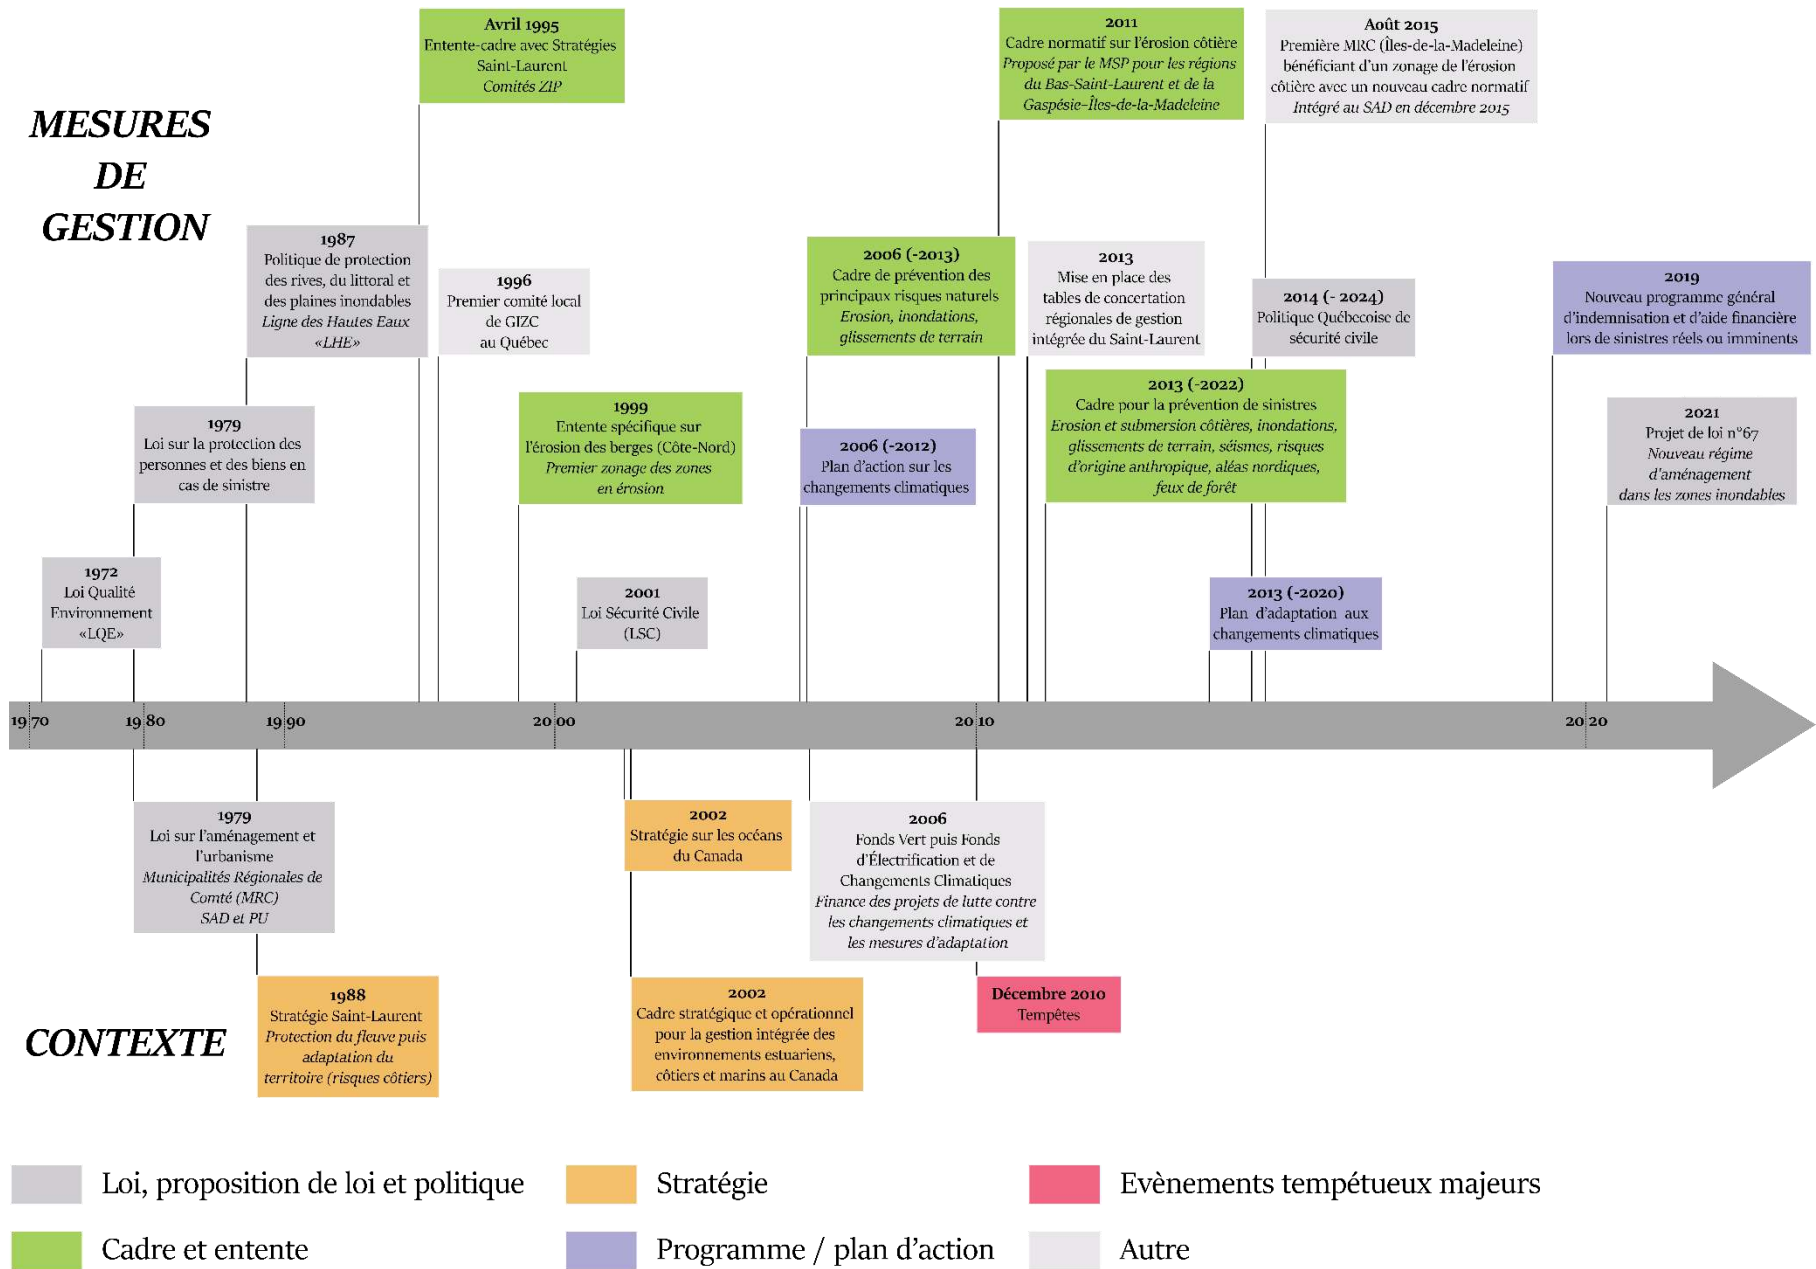 Avril 1995
Entente-cadre avec Stratégies
Saint-Laurent
Comités ZIP
2011
Cadre normatif sur l'érosion côtière
Proposé par le MSP pour les régions
du Bas-Saint-Laurent et de la
Gaspésie-Îles-de-la-Madeleine
Août 2015
Première MRC (Îles-de-la-Madeleine)
bénéficiant d'un zonage de l'érosion
côtière avec un nouveau cadre normatif
Intégré au SAD en décembre 2015
MESURES
DE
GESTION
1987
Politique de protection
des rives, du littoral et
des plaines inondables
Ligne des Hautes Eaux
«LHE»
1996
Premier comité local
de GIZC
au Québec
2006 (-2013)
Cadre de prévention des
principaux risques naturels
Erosion, inondations,
glissements de terrain
2013
Mise en place des
tables de concertation
régionales de gestion
intégrée du Saint-Laurent
2014 (- 2024)
Politique Québecoise de
sécurité civile
2019
Nouveau programme général
d'indemnisation et d'aide financière
lors de sinistres réels ou imminents
1979
Loi sur la protection des
personnes et des biens en
cas de sinistre
1999
Entente spécifique sur
l'érosion des berges (Côte-Nord)
Premier zonage des zones
en érosion
2006 (-2012)
Plan d'action sur les
changements climatiques
2013 (-2022)
Cadre pour la prévention de sinistres
Erosion et submersion côtières, inondations,
glissements de terrain, séismes, risques
d'origine anthropique, aléas nordiques,
feux de forêt
2021
Projet de loi n°67
Nouveau régime
d'aménagement
dans les zones inondables
1972
Loi Qualité
Environnement
«LQE»
2001
Loi Sécurité Civile
(LSC)
2013 (-2020)
Plan d'adaptation aux
changements climatiques
1970 1980 1990 2000 2010 2020
1979
Loi sur l'aménagement et
l'urbanisme
Municipalités Régionales de
Comté (MRC)
SAD et PU
2002
Stratégie sur les océans
du Canada
2006
Fonds Vert puis Fonds
d'Électrification et de
Changements Climatiques
Finance des projets de lutte contre
les changements climatiques et
les mesures d'adaptation
CONTEXTE
1988
Stratégie Saint-Laurent
Protection du fleuve puis
adaptation du
territoire (risques côtiers)
2002
Cadre stratégique et opérationnel
pour la gestion intégrée des
environnements estuariens,
côtiers et marins au Canada
Décembre 2010
Tempêtes
Loi, proposition de loi et politique
Stratégie
Evènements tempétueux majeurs
Cadre et entente
Programme / plan d'action
Autre